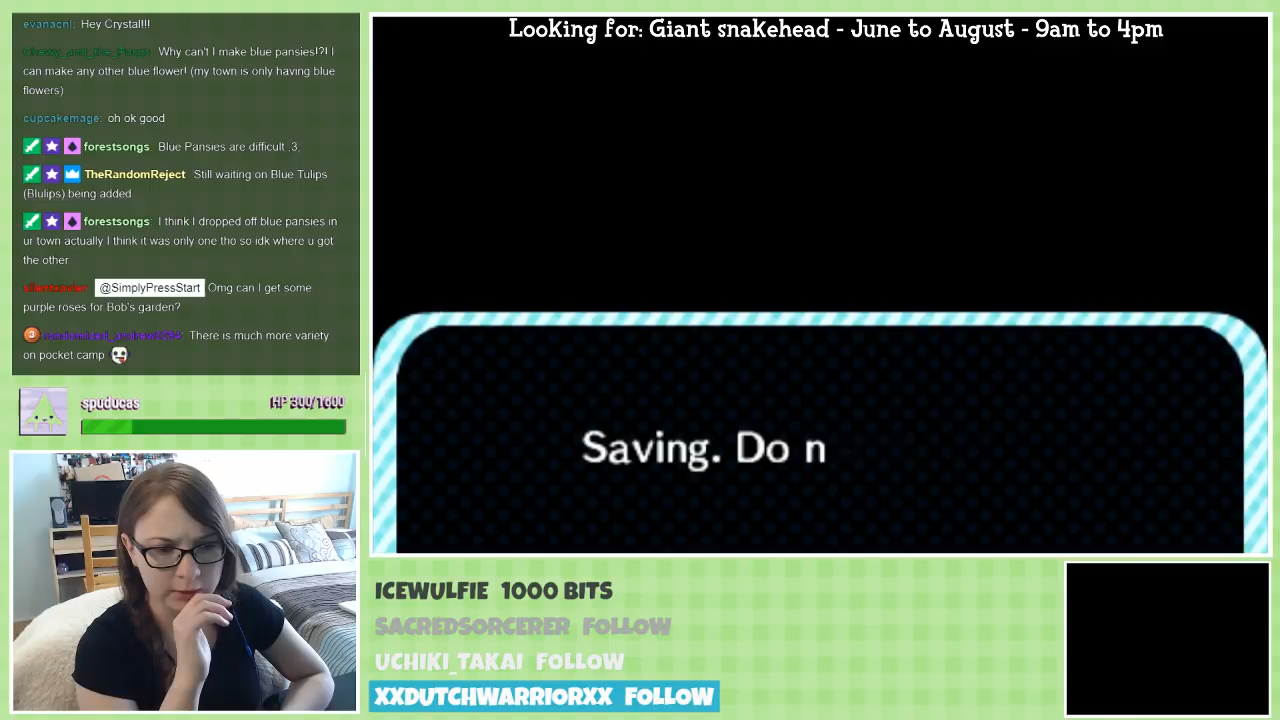 evanacnl: Hey Crystal!!!
Why can't I make blue pansies!?! I
can make any other blue flower! (my town is only having blue
flowers)
cupcakemage: oh ok good
forestsongs: Blue Pansies are difficult ;3;
TheRandomReject Still waiting on Blue Tulips
(Blulips) being added
forestsongs: I think I dropped off blue pansies in
ur town actually I think it was only one tho so idk where u got
the other
@SimplyPressStart Omg can I get some
purple roses for Bob's garden?
3 There is much more variety
on pocket camp
spuducas HP 300/1600
Looking for: Giant snakehead - June to August - 9am to 4pm
Saving. Do n
ICEWULFIE 1000 BITS
SACREDSORCERER FOLLOW
UCHIKI_TAKAI FOLLOW
XXDUTCHWARRIORXX FOLLOW